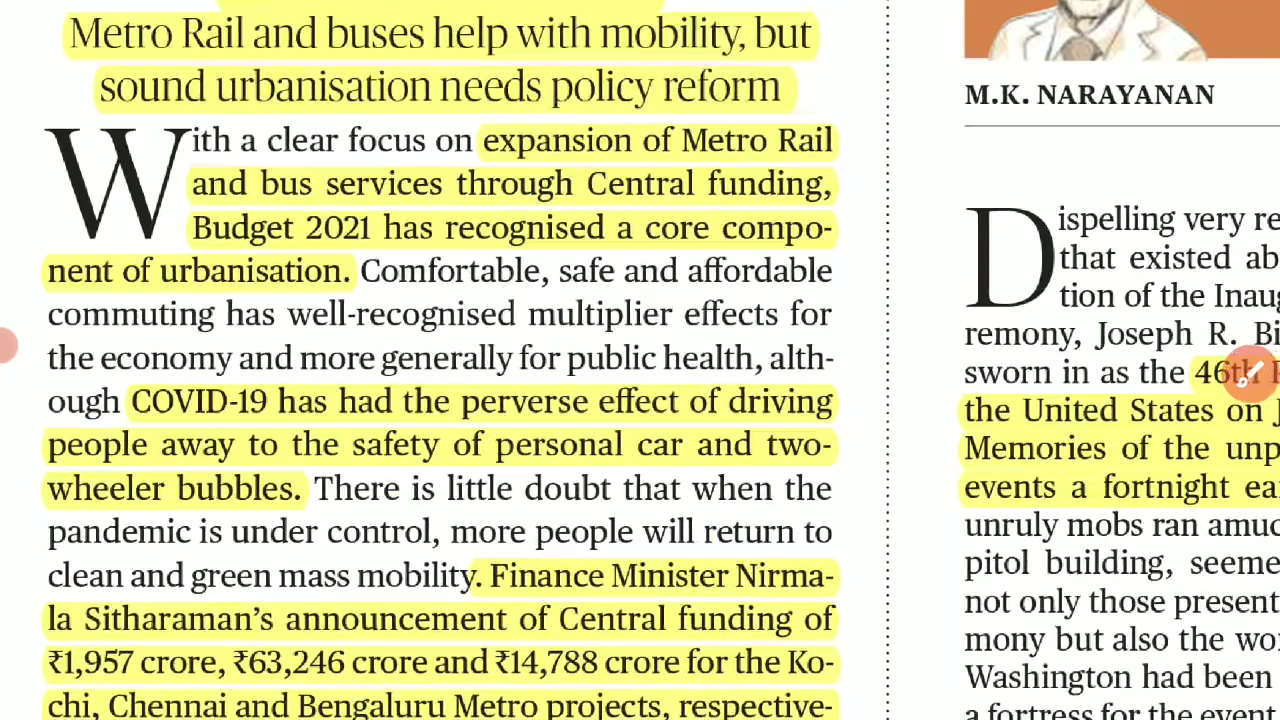 Metro Rail and buses help with mobility, but
sound urbanisation needs policy reform
With a clear focus on expansion of Metro Rail
and bus services through Central funding,
Budget 2021 has recognised a core compo-
nent of urbanisation. Comfortable, safe and affordable
commuting has well-recognised multiplier effects for
the economy and more generally for public health, alth-
ough COVID-19 has had the perverse effect of driving
people away to the safety of personal car and two-
wheeler bubbles. There is little doubt that when the
pandemic is under control, more people will return to
clean and green mass mobility. Finance Minister Nirma-
la Sitharaman’s announcement of Central funding of
₹1,957 crore, ₹63,246 crore and ₹14,788 crore for the Ko-
chi, Chennai and Bengaluru Metro projects, respective-
M.K. NARAYANAN
Dispelling very re
that existed ab
tion of the Inaug
remony, Joseph R. Bi
sworn in as the 46th
the United States on J
Memories of the unp
events a fortnight ea
unruly mobs ran amuc
pitol building, seeme
not only those present
mony but also the wo
Washington had been
a fortress for the event